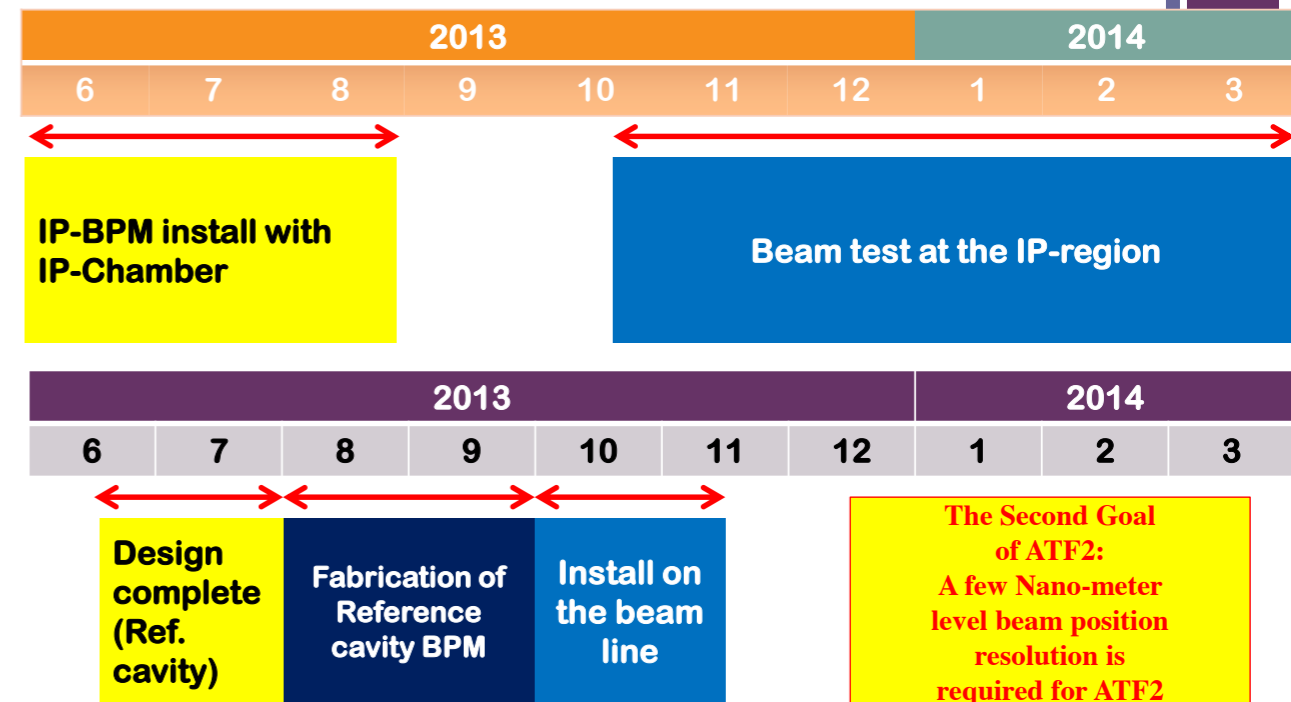 2013 2014
6 7 8 9 10 11 12 1 2 3
IP-BPM install with
IP-Chamber
Beam test at the IP-region
2013 2014
6 7 8 9 10 11 12 1 2 3
Design
complete
(Ref.
cavity)
Fabrication of
Reference
cavity BPM
Install on
the beam
line
The Second Goal
of ATF2:
A few Nano-meter
level beam position
resolution is
required for ATF2